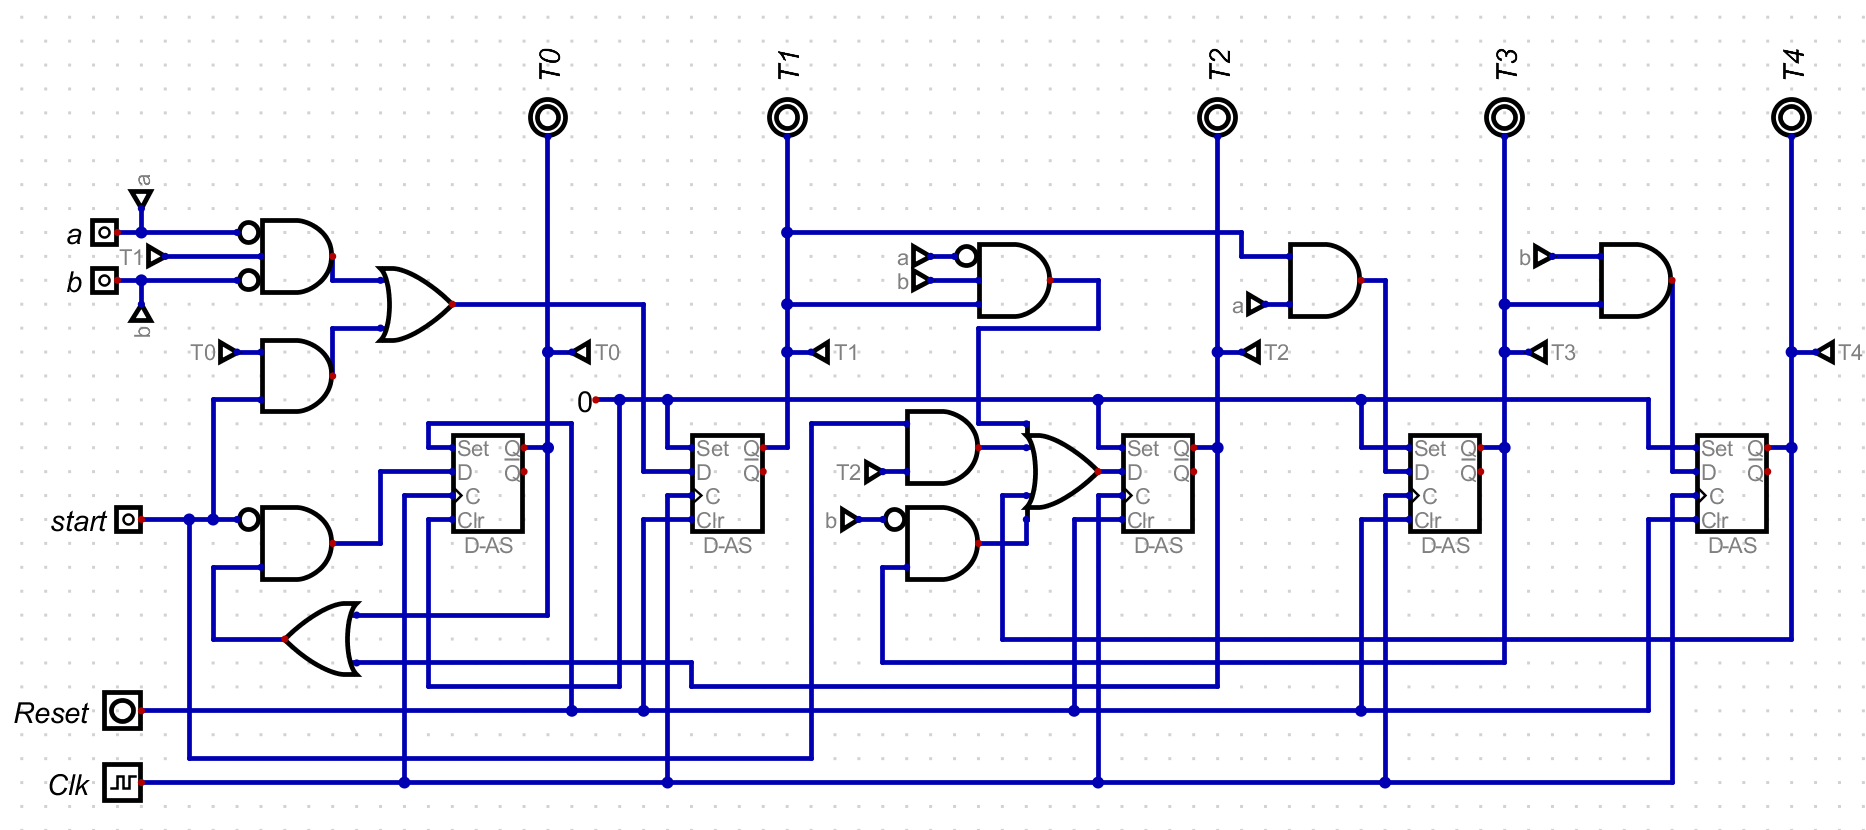 T0
T1
T2
T3
T4
a
a
T1
b
b
T0
start
Reset
Clk
T0
T1
T2
T3
T4
0
a
b
a
b
T2
b
Set Q
D Q
C
Clr
D-AS
Set Q
D Q
C
Clr
D-AS
Set Q
D Q
C
Clr
D-AS
Set Q
D Q
C
Clr
D-AS
Set Q
D Q
C
Clr
D-AS